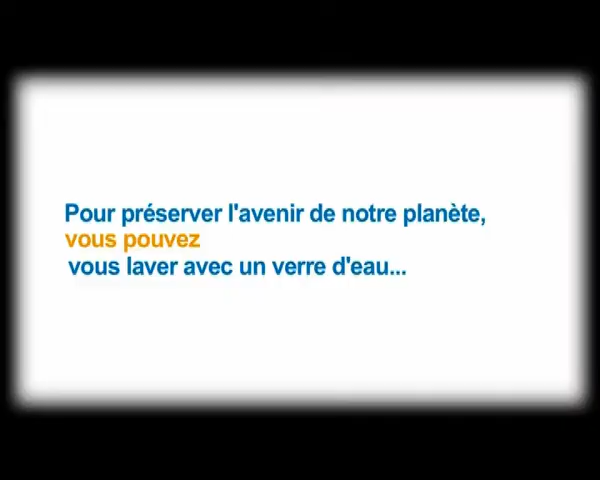 Pour préserver l'avenir de notre planète,
vous pouvez
vous laver avec un verre d'eau...